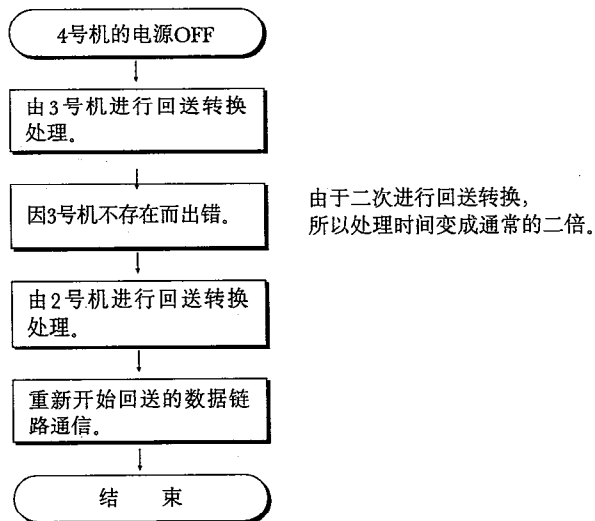 4号机的电源OFF
由3号机进行回送转换
处理。
因3号机不存在而出错。
由于二次进行回送转换，
所以处理时间变成通常的二倍。
由2号机进行回送转换
处理。
重新开始回送的数据链
路通信。
结 束